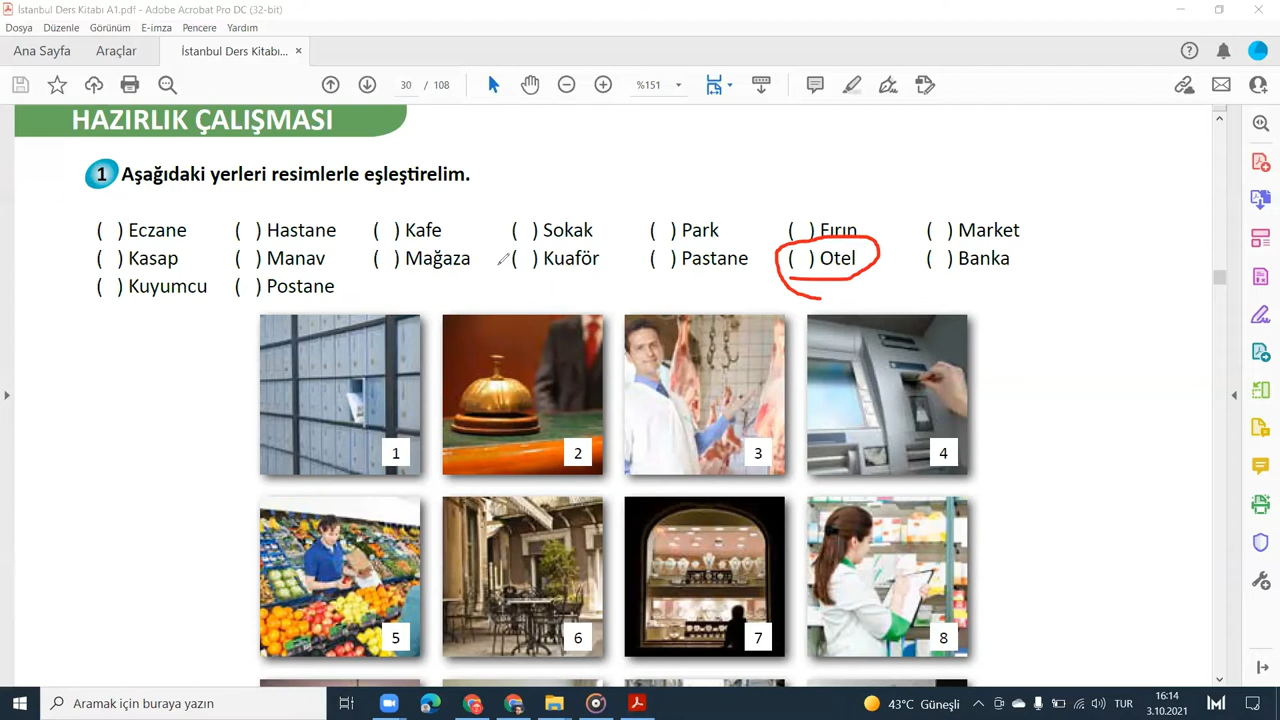 İstanbul Ders Kitabı A1.pdf - Adobe Acrobat Pro DC (32-bit)
Dosya Düzenle Görünüm E-imza Pencere Yardım
Ana Sayfa Araçlar İstanbul Ders Kitabı... ×
30 / 108 %151
HAZIRLIK ÇALIŞMASI
1 Aşağıdaki yerleri resimlerle eşleştirelim.
( ) Eczane ( ) Hastane ( ) Kafe ( ) Sokak ( ) Park ( ) Fırın ( ) Market
( ) Kasap ( ) Manav ( ) Mağaza ( ) Kuaför ( ) Pastane ( ) Otel ( ) Banka
( ) Kuyumcu ( ) Postane
1 2 3 4
5 6 7 8
Aramak için buraya yazın 43°C Güneşli TUR 16:14
3.10.2021